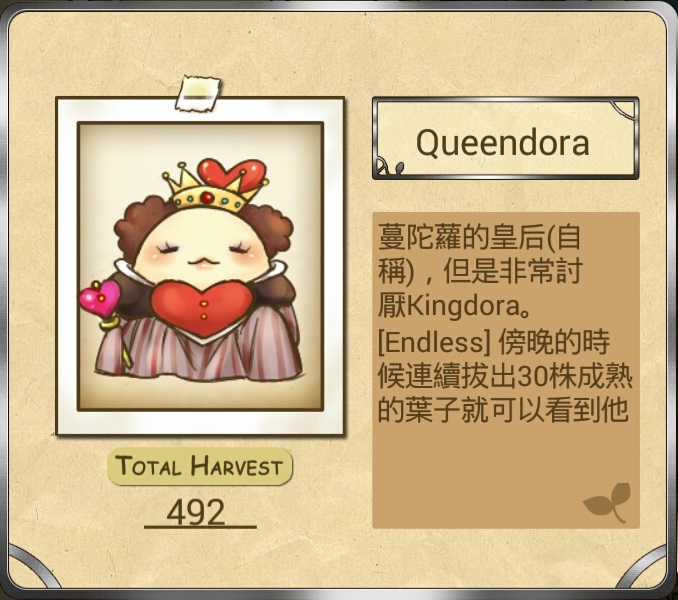 Queendora
蔓陀蘿的皇后(自
稱)，但是非常討
厭Kingdora。
[Endless] 傍晚的時
候連續拔出30株成熟
的葉子就可以看到他
TOTAL HARVEST
492